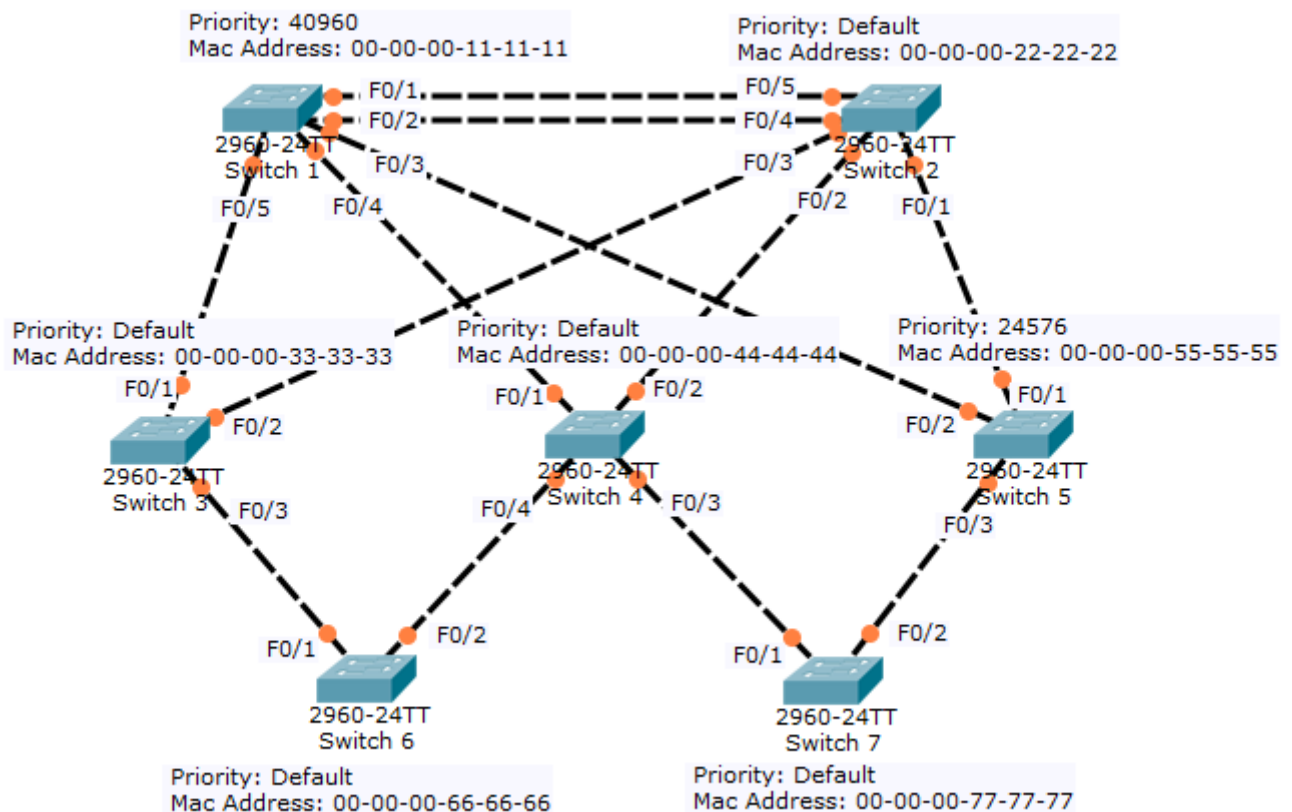 Priority: 40960
Mac Address: 00-00-00-11-11-11
Priority: Default
Mac Address: 00-00-00-22-22-22
F0/1
F0/5
F0/2
F0/4
2960-24TT
Switch 1
2960-24TT
Switch 2
F0/3
F0/3
F0/5
F0/4
F0/2
F0/1
Priority: Default
Mac Address: 00-00-00-33-33-33
Priority: Default
Mac Address: 00-00-00-44-44-44
Priority: 24576
Mac Address: 00-00-00-55-55-55
F0/1
F0/2
F0/1
F0/2
F0/1
F0/2
2960-24TT
Switch 3
2960-24TT
Switch 4
2960-24TT
Switch 5
F0/3
F0/4
F0/3
F0/3
F0/1
F0/2
F0/1
F0/2
2960-24TT
Switch 6
2960-24TT
Switch 7
Priority: Default
Mac Address: 00-00-00-66-66-66
Priority: Default
Mac Address: 00-00-00-77-77-77